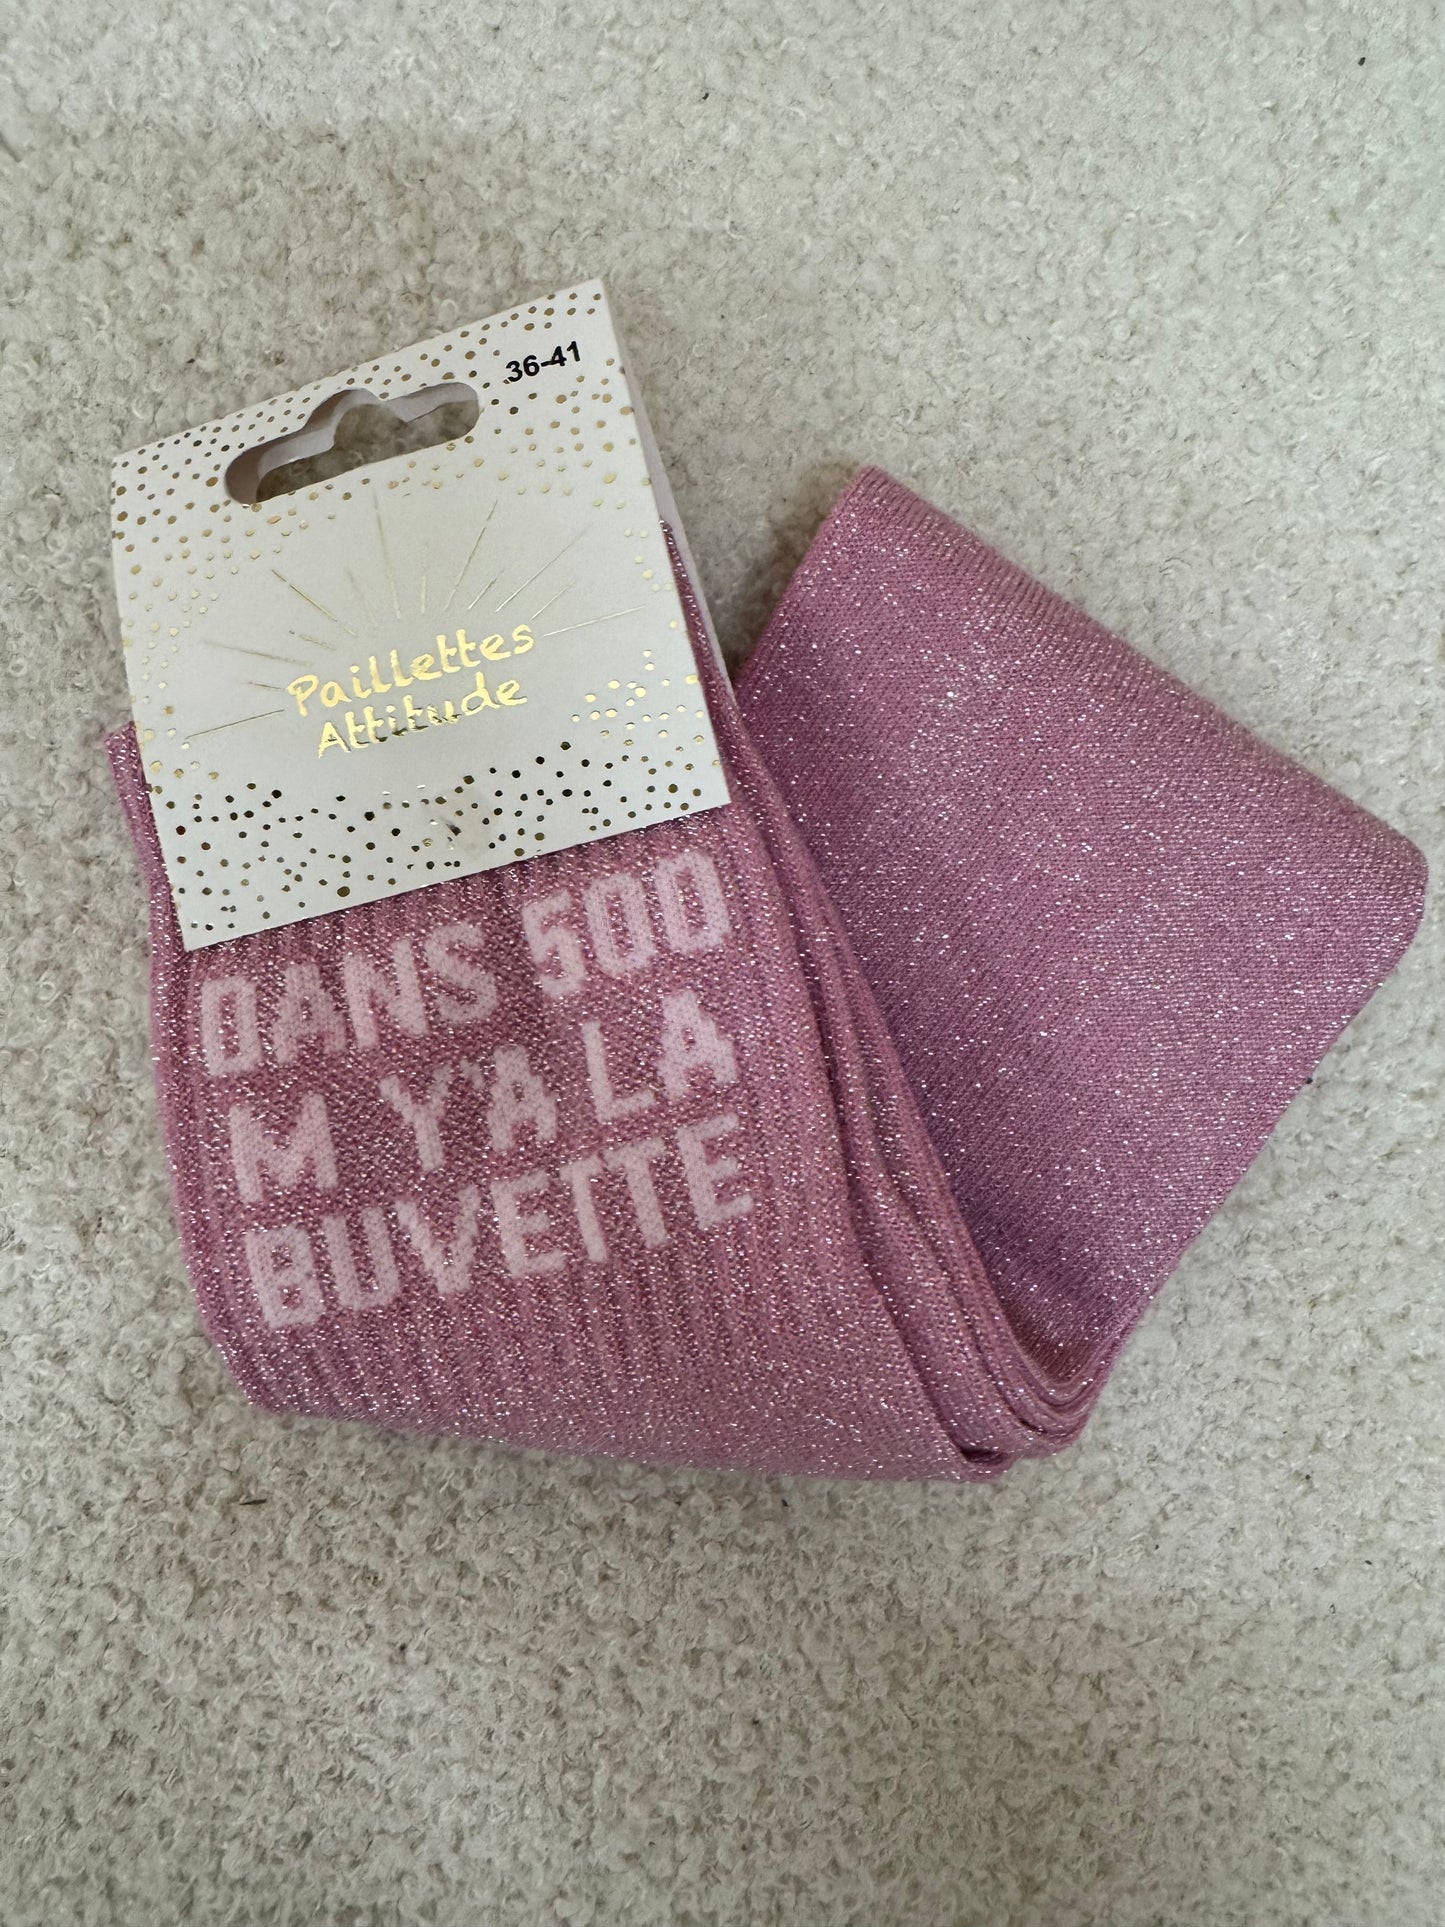 36-41
Paillettes
Attitude
DANS 500
M Y'A LA
BUVETTE